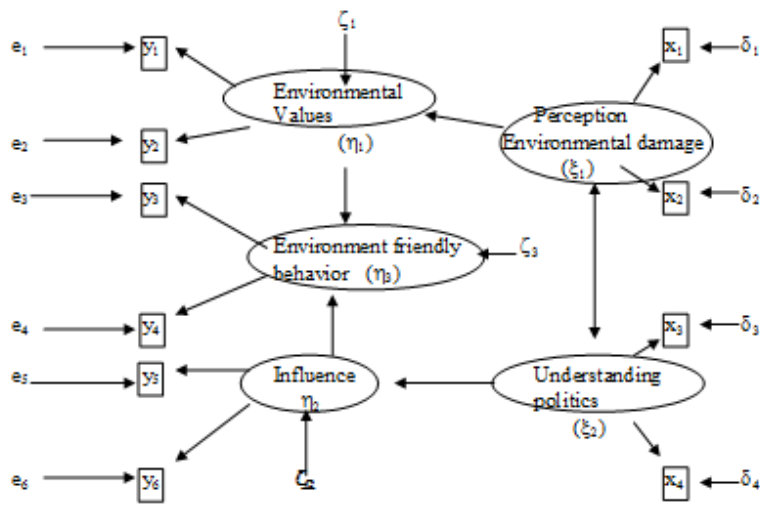 ζ₁
e₁ y₁ x₁ δ₁
Environmental
Values
(η₁)
Perception
Environmental damage
(ξ₁)
e₂ y₂
e₃ y₃ x₂ δ₂
Environment friendly
behavior (η₃)
ζ₃
e₄ y₄ x₃ δ₃
e₅ y₅
Influence
η₂
Understanding
politics
(ξ₂)
ζ₂
e₆ y₆ x₄ δ₄